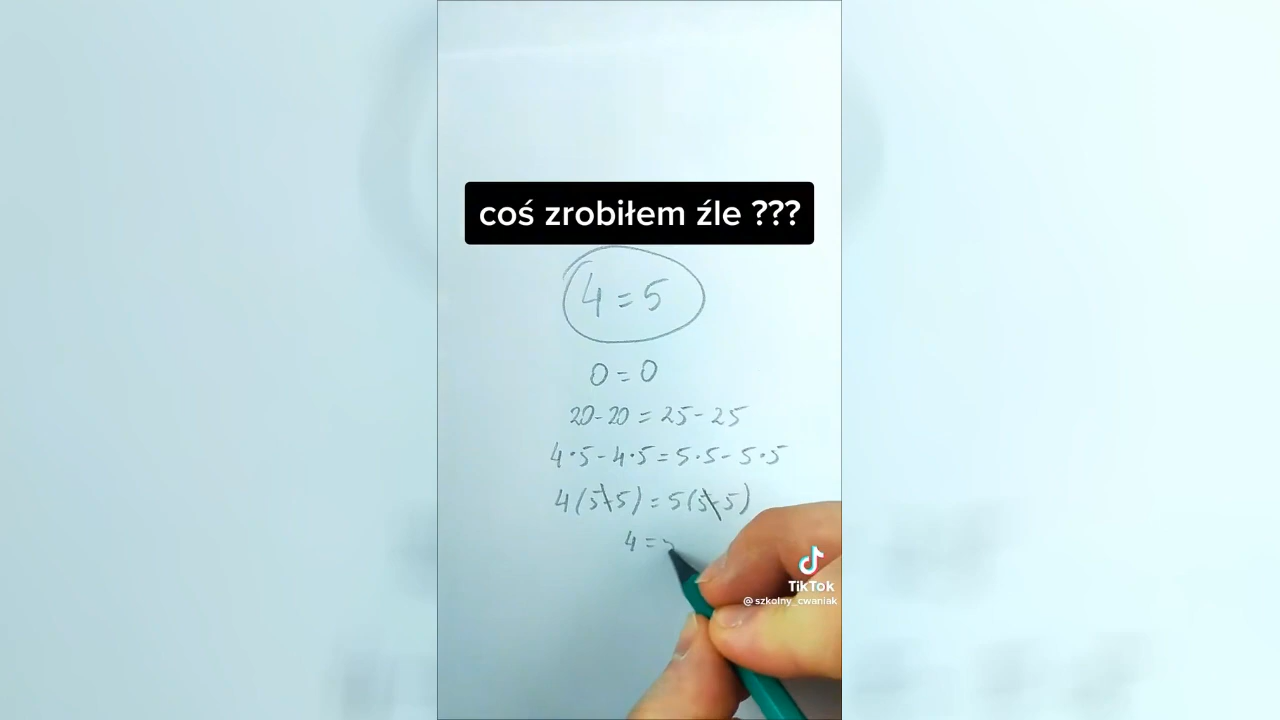 coś zrobiłem źle ???
4 = 5
0 = 0
20 - 20 = 25 - 25
4·5 - 4·5 = 5·5 - 5·5
4(5-5) = 5(5-5)
4 =
TikTok
@szkolny_cwaniak